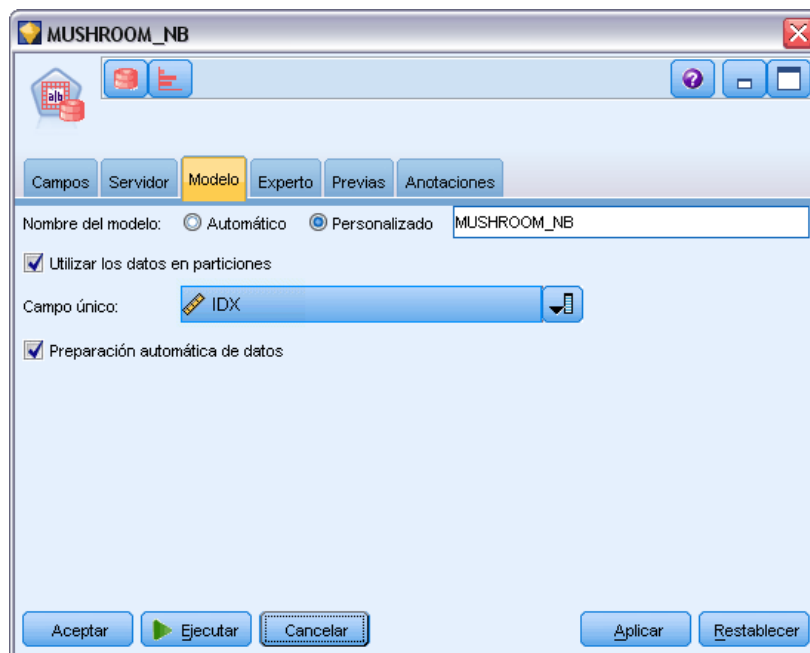 MUSHROOM_NB
a|b
Campos Servidor Modelo Experto Previas Anotaciones
Nombre del modelo: Automático Personalizado MUSHROOM_NB
Utilizar los datos en particiones
Campo único: IDX
Preparación automática de datos
Aceptar Ejecutar Cancelar Aplicar Restablecer